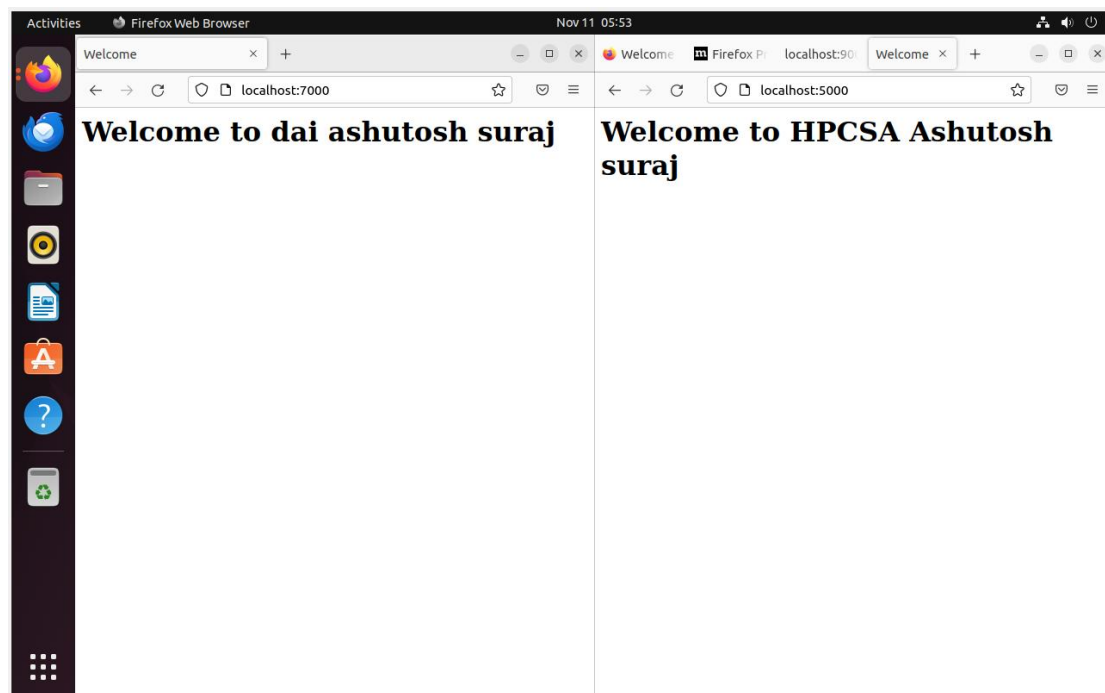 Activities
Firefox Web Browser
Nov 11 05:53
Welcome
localhost:7000
Welcome to dai ashutosh suraj
Welcome
Firefox P
localhost:90
Welcome
localhost:5000
Welcome to HPCSA Ashutosh
suraj